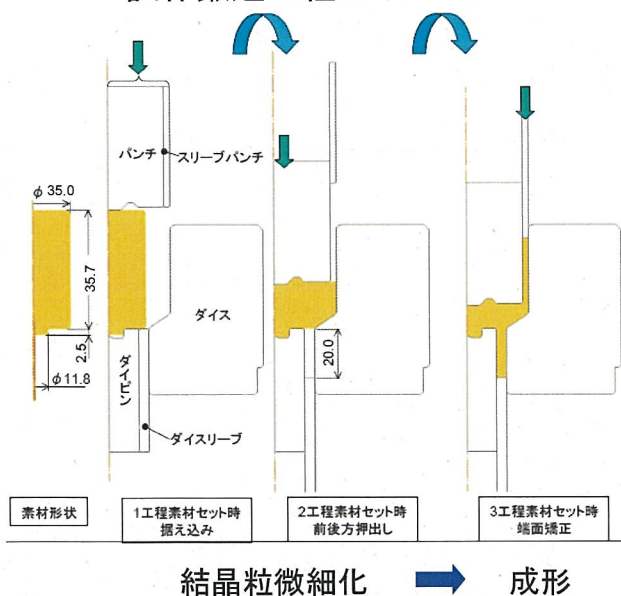 パンチ
スリーブパンチ
φ 35.0
35.7
2.5
φ11.8
ダイス
20.0
ダイピン
ダイスリーブ
素材形状
1工程素材セット時
据え込み
2工程素材セット時
前後方押出し
3工程素材セット時
端面矯正
結晶粒微細化
成形